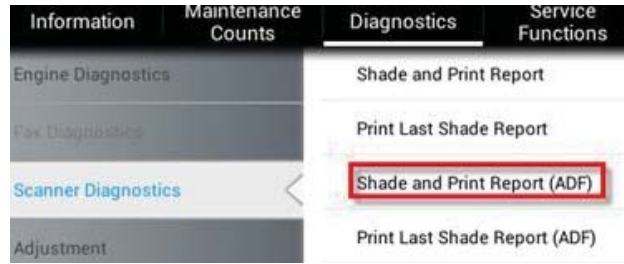 Information
Maintenance
Counts
Diagnostics
Service
Functions
Engine Diagnostics
Fax Diagnostics
Scanner Diagnostics
Adjustment
Shade and Print Report
Print Last Shade Report
Shade and Print Report (ADF)
Print Last Shade Report (ADF)